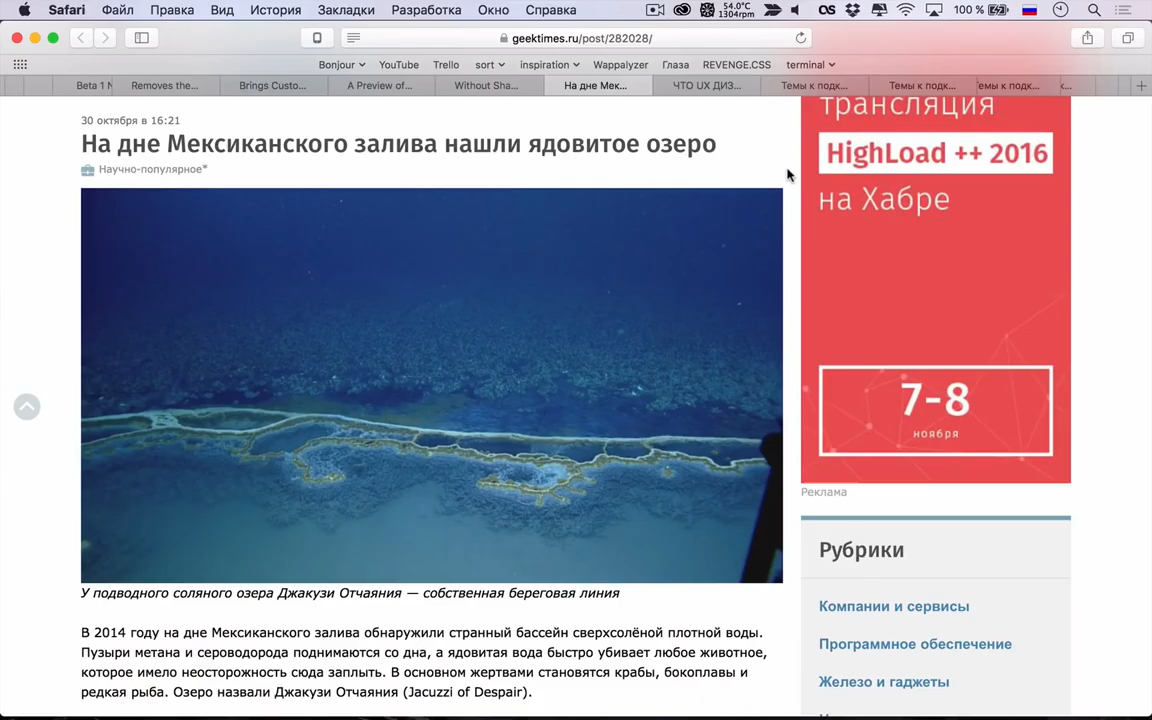 Safari Файл Правка Вид История Закладки Разработка Окно Справка 54.0°C 1304rpm 100 %
geektimes.ru/post/282028/
Bonjour YouTube Trello sort inspiration Wappalyzer Глаза REVENGE.CSS terminal
Beta 1 Removes the... Brings Custo... A Preview of... Without Sha... На дне Мек... ЧТО UX ДИЗ... Темы к подк... Темы к подк... Темы к подк...
30 октября в 16:21
На дне Мексиканского залива нашли ядовитое озеро
Научно-популярное*
У подводного соляного озера Джакузи Отчаяния — собственная береговая линия
В 2014 году на дне Мексиканского залива обнаружили странный бассейн сверхсолёной плотной воды.
Пузыри метана и сероводорода поднимаются со дна, а ядовитая вода быстро убивает любое животное,
которое имело неосторожность сюда заплыть. В основном жертвами становятся крабы, бокоплавы и
редкая рыба. Озеро назвали Джакузи Отчаяния (Jacuzzi of Despair).
трансляция
HighLoad ++ 2016
на Хабре
7-8
ноября
Реклама
Рубрики
Компании и сервисы
Программное обеспечение
Железо и гаджеты